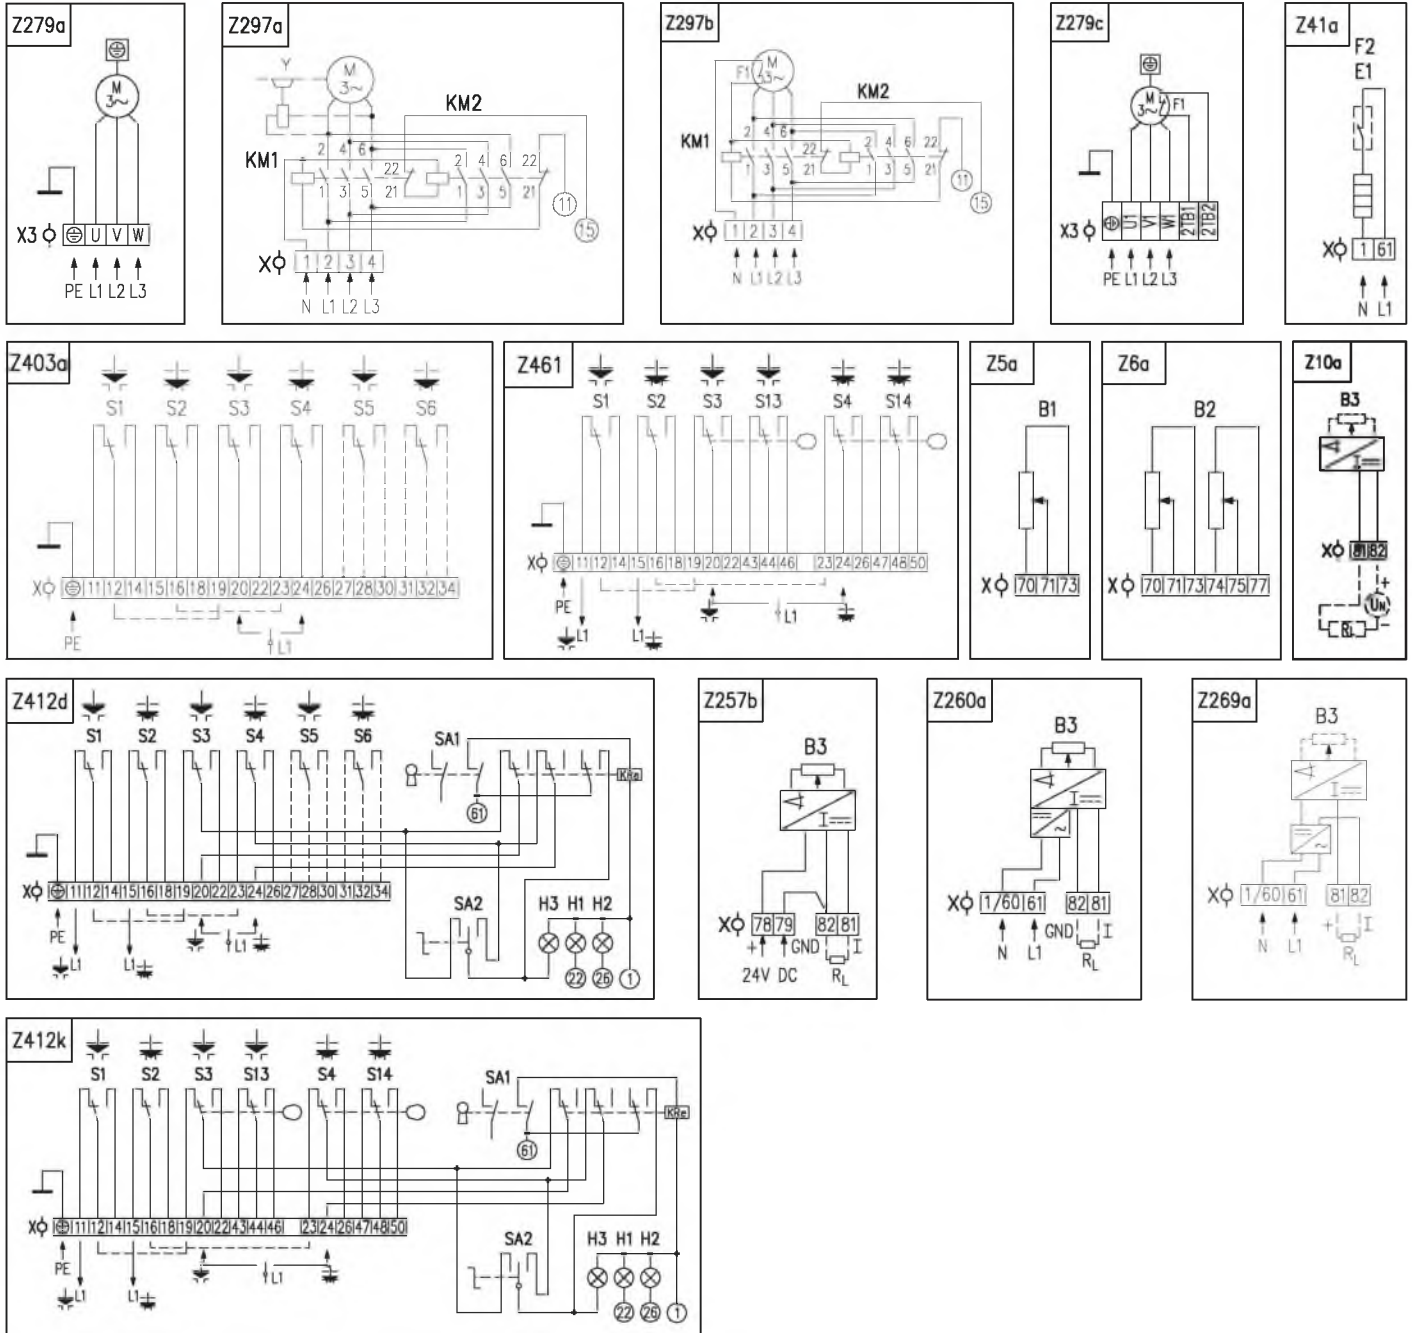 Z279a
M
3~
X3 U V W
PE L1 L2 L3
Z297a
Y
M
3~
KM2
KM1
2 4 6 22 2 4 6 22
1 3 5 21 1 3 5 21
11
15
X 1 2 3 4
N L1 L2 L3
Z297b
M
F1 3~
KM2
KM1
2 4 6 22 2 4 6 22
1 3 5 21 1 3 5 21
11
15
X 1 2 3 4
N L1 L2 L3
Z279c
M
3~ F1
X3 U1 V1 W1 2TB1 2TB2
PE L1 L2 L3
Z41a
F2
E1
X 1 61
N L1
Z403a
S1 S2 S3 S4 S5 S6
X 11 12 14 15 16 18 19 20 22 23 24 26 27 28 30 31 32 34
PE
L1
Z461
S1 S2 S3 S13 S4 S14
X 11 12 14 15 16 18 19 20 22 43 44 46 23 24 26 47 48 50
PE
L1 L1 L1
Z5a
B1
X 70 71 73
Z6a
B2
X 70 71 73 74 75 77
Z10a
B3
I
X 81 82
+
UN
RL −
Z412d
S1 S2 S3 S4 S5 S6
SA1
KRe
61
X 11 12 14 15 16 18 19 20 22 23 24 26 27 28 30 31 32 34
SA2 H3 H1 H2
PE
L1 L1 L1
22 26 1
Z257b
B3
I
X 78 79 82 81
+ GND I
24V DC RL
Z260a
B3
I
~
X 1/60 61 82 81
GND I
N L1 RL
Z269a
B3
I
~
X 1/60 61 81 82
+ I
N L1 RL
Z412k
S1 S2 S3 S13 S4 S14
SA1
KRe
61
X 11 12 14 15 16 18 19 20 22 43 44 46 23 24 26 47 48 50
SA2 H3 H1 H2
PE
L1 L1 L1
22 26 1